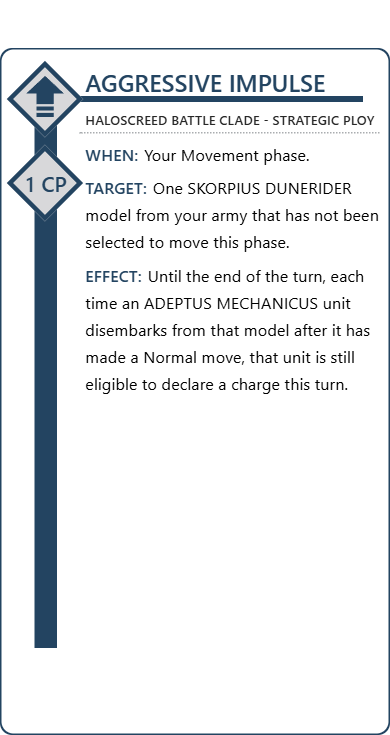 AGGRESSIVE IMPULSE
HALOSCREED BATTLE CLADE - STRATEGIC PLOY
1 CP
WHEN: Your Movement phase.
TARGET: One SKORPIUS DUNERIDER
model from your army that has not been
selected to move this phase.
EFFECT: Until the end of the turn, each
time an ADEPTUS MECHANICUS unit
disembarks from that model after it has
made a Normal move, that unit is still
eligible to declare a charge this turn.